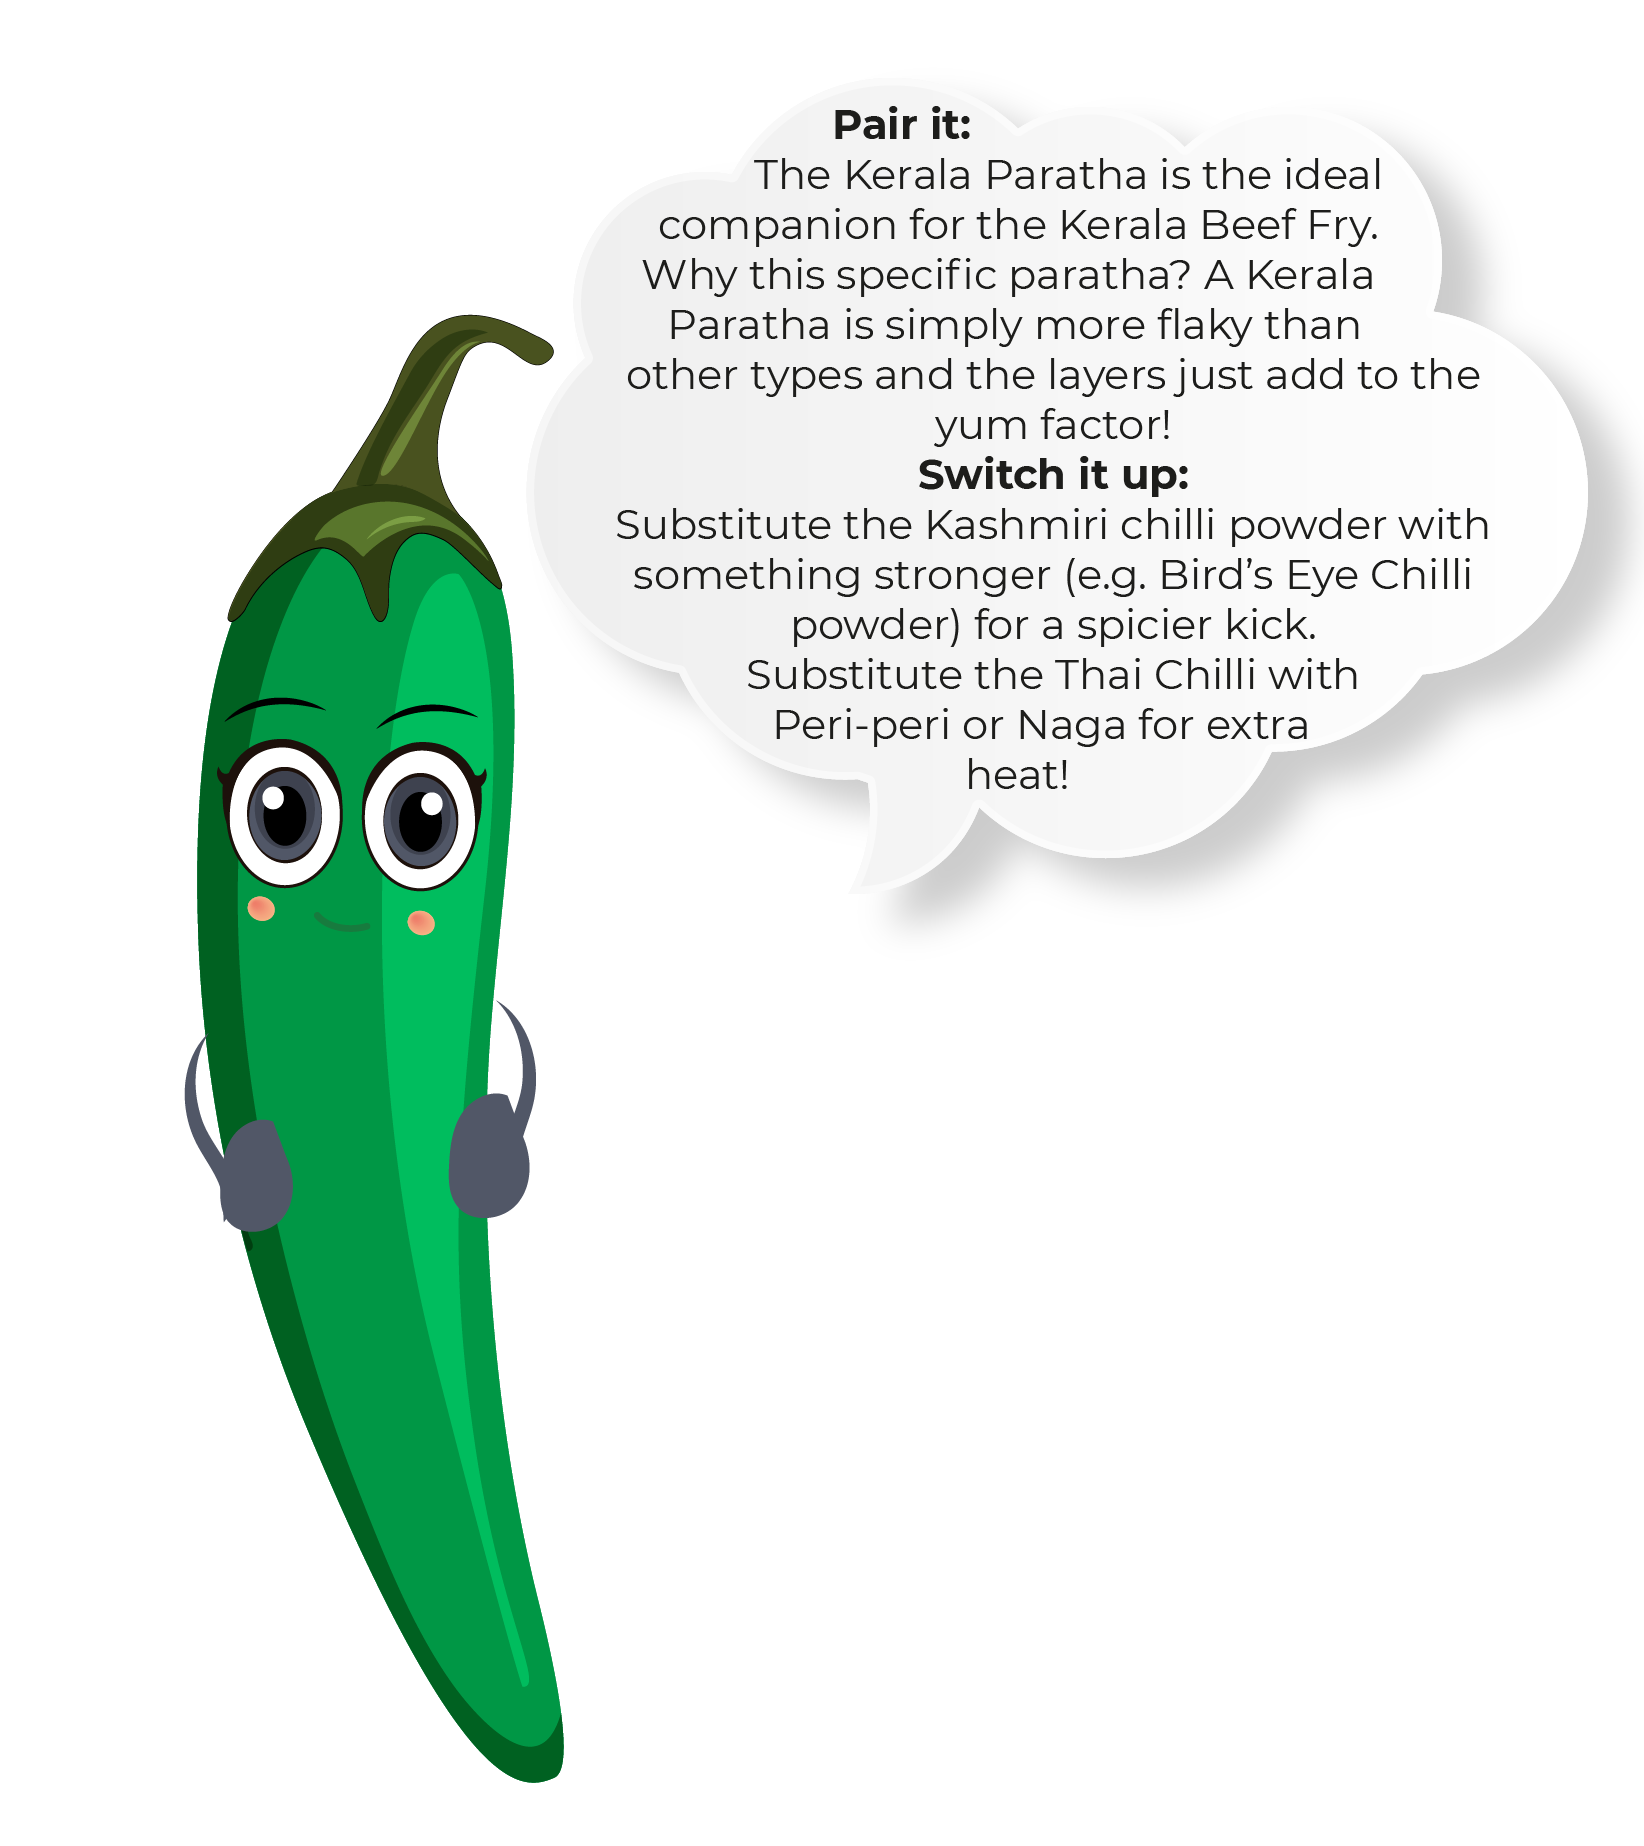 Pair it:
The Kerala Paratha is the ideal
companion for the Kerala Beef Fry.
Why this specific paratha? A Kerala
Paratha is simply more flaky than
other types and the layers just add to the
yum factor!
Switch it up:
Substitute the Kashmiri chilli powder with
something stronger (e.g. Bird’s Eye Chilli
powder) for a spicier kick.
Substitute the Thai Chilli with
Peri-peri or Naga for extra
heat!